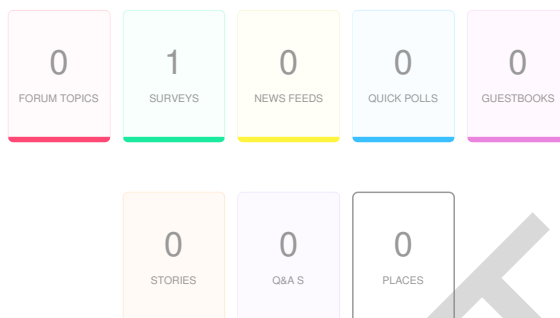 0 1 0 0 0
FORUM TOPICS SURVEYS NEWS FEEDS QUICK POLLS GUESTBOOKS
0 0 0
STORIES Q&A S PLACES